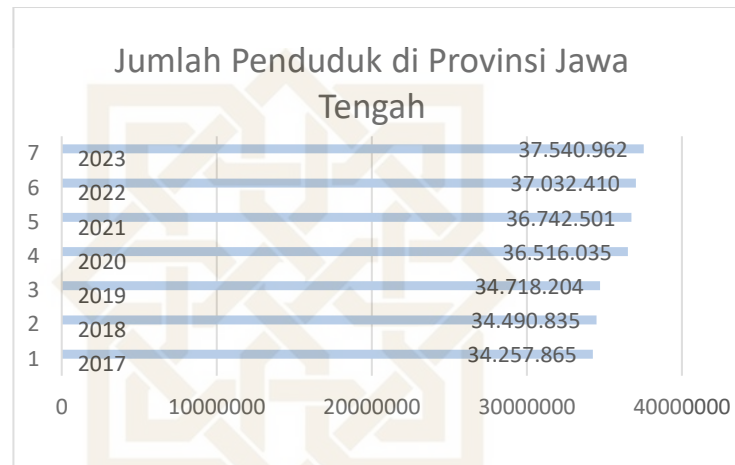 Jumlah Penduduk di Provinsi Jawa
Tengah
7 2023 37.540.962
6 2022 37.032.410
5 2021 36.742.501
4 2020 36.516.035
3 2019 34.718.204
2 2018 34.490.835
1 2017 34.257.865
0 10000000 20000000 30000000 40000000